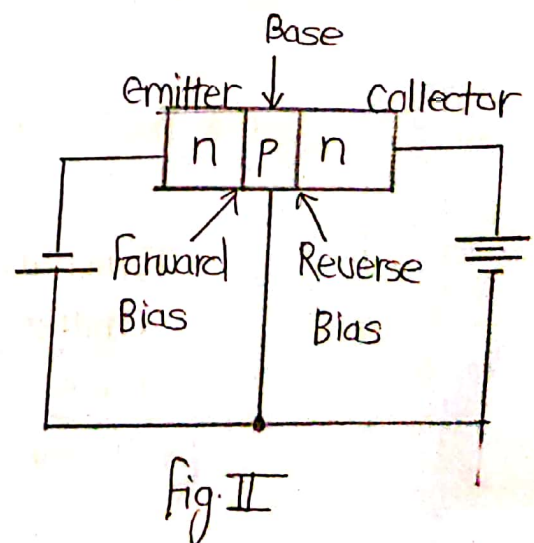 Base
emitter collector
n p n
forward Reverse
Bias Bias
fig. II